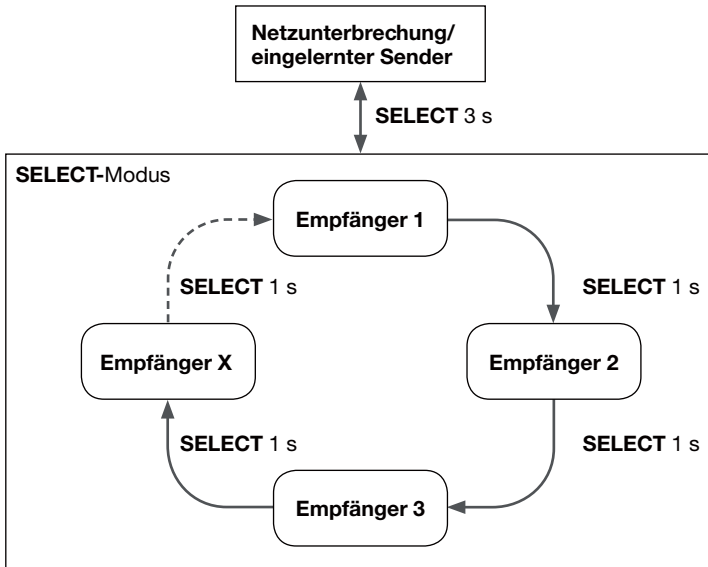 Netzunterbrechung/
eingelernter Sender
SELECT 3 s
SELECT-Modus
Empfänger 1
SELECT 1 s
SELECT 1 s
Empfänger X
Empfänger 2
SELECT 1 s
SELECT 1 s
Empfänger 3